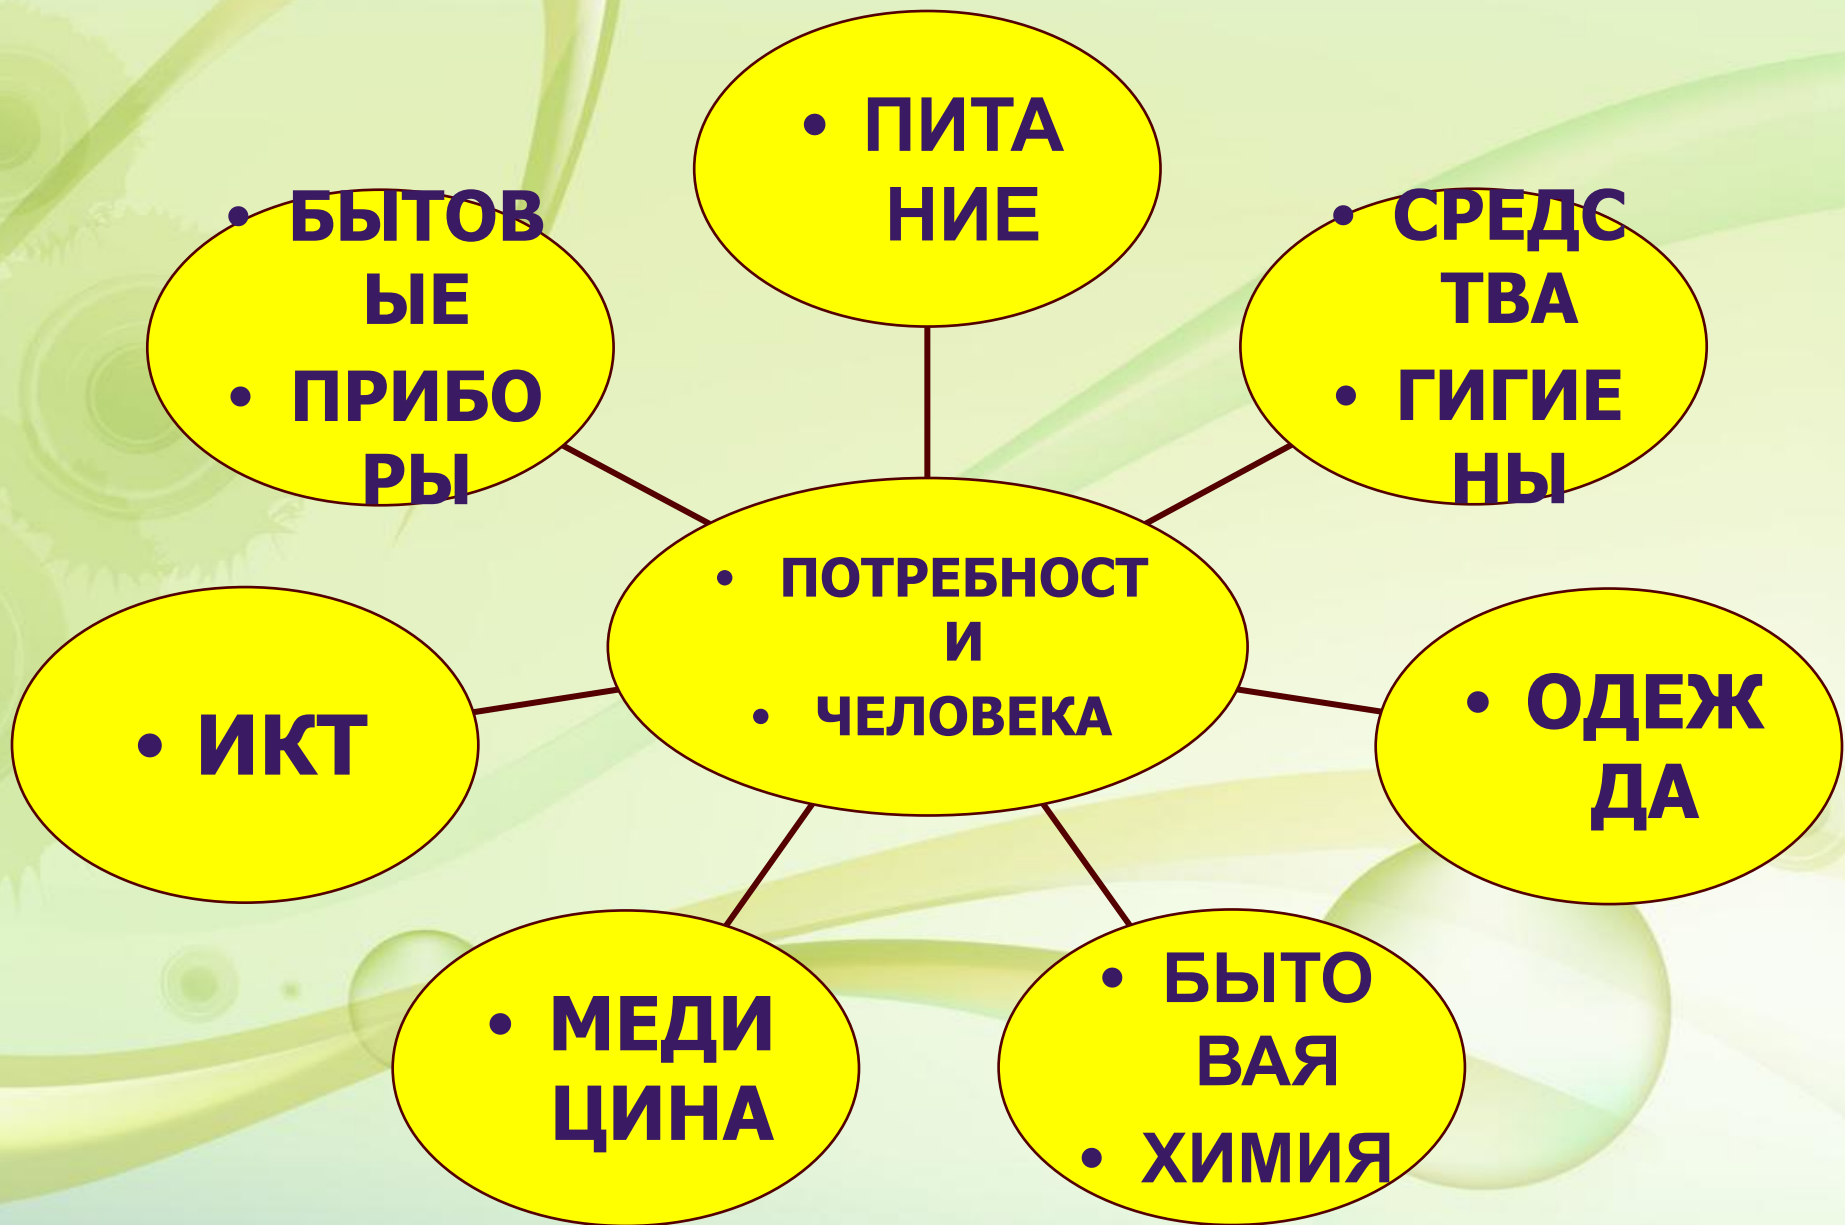 • ПИТА
НИЕ
• БЫТОВ
ЫЕ
• ПРИБО
РЫ
• СРЕДС
ТВА
• ГИГИЕ
НЫ
• ПОТРЕБНОСТ
И
• ЧЕЛОВЕКА
• ИКТ
• ОДЕЖ
ДА
• МЕДИ
ЦИНА
• БЫТО
ВАЯ
• ХИМИЯ